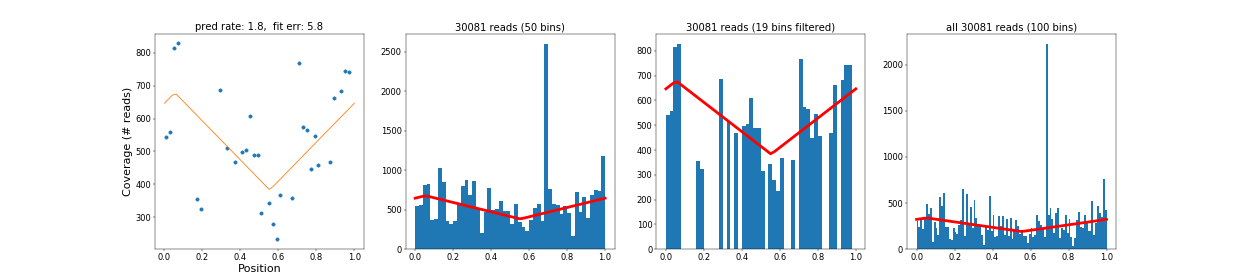 pred rate: 1.8, fit err: 5.8
Coverage (# reads)
800
700
600
500
400
300
0.0 0.2 0.4 0.6 0.8 1.0
Position
30081 reads (50 bins)
2500
2000
1500
1000
500
0
0.0 0.2 0.4 0.6 0.8 1.0
30081 reads (19 bins filtered)
800
700
600
500
400
300
200
100
0
0.0 0.2 0.4 0.6 0.8 1.0
all 30081 reads (100 bins)
2000
1500
1000
500
0
0.0 0.2 0.4 0.6 0.8 1.0